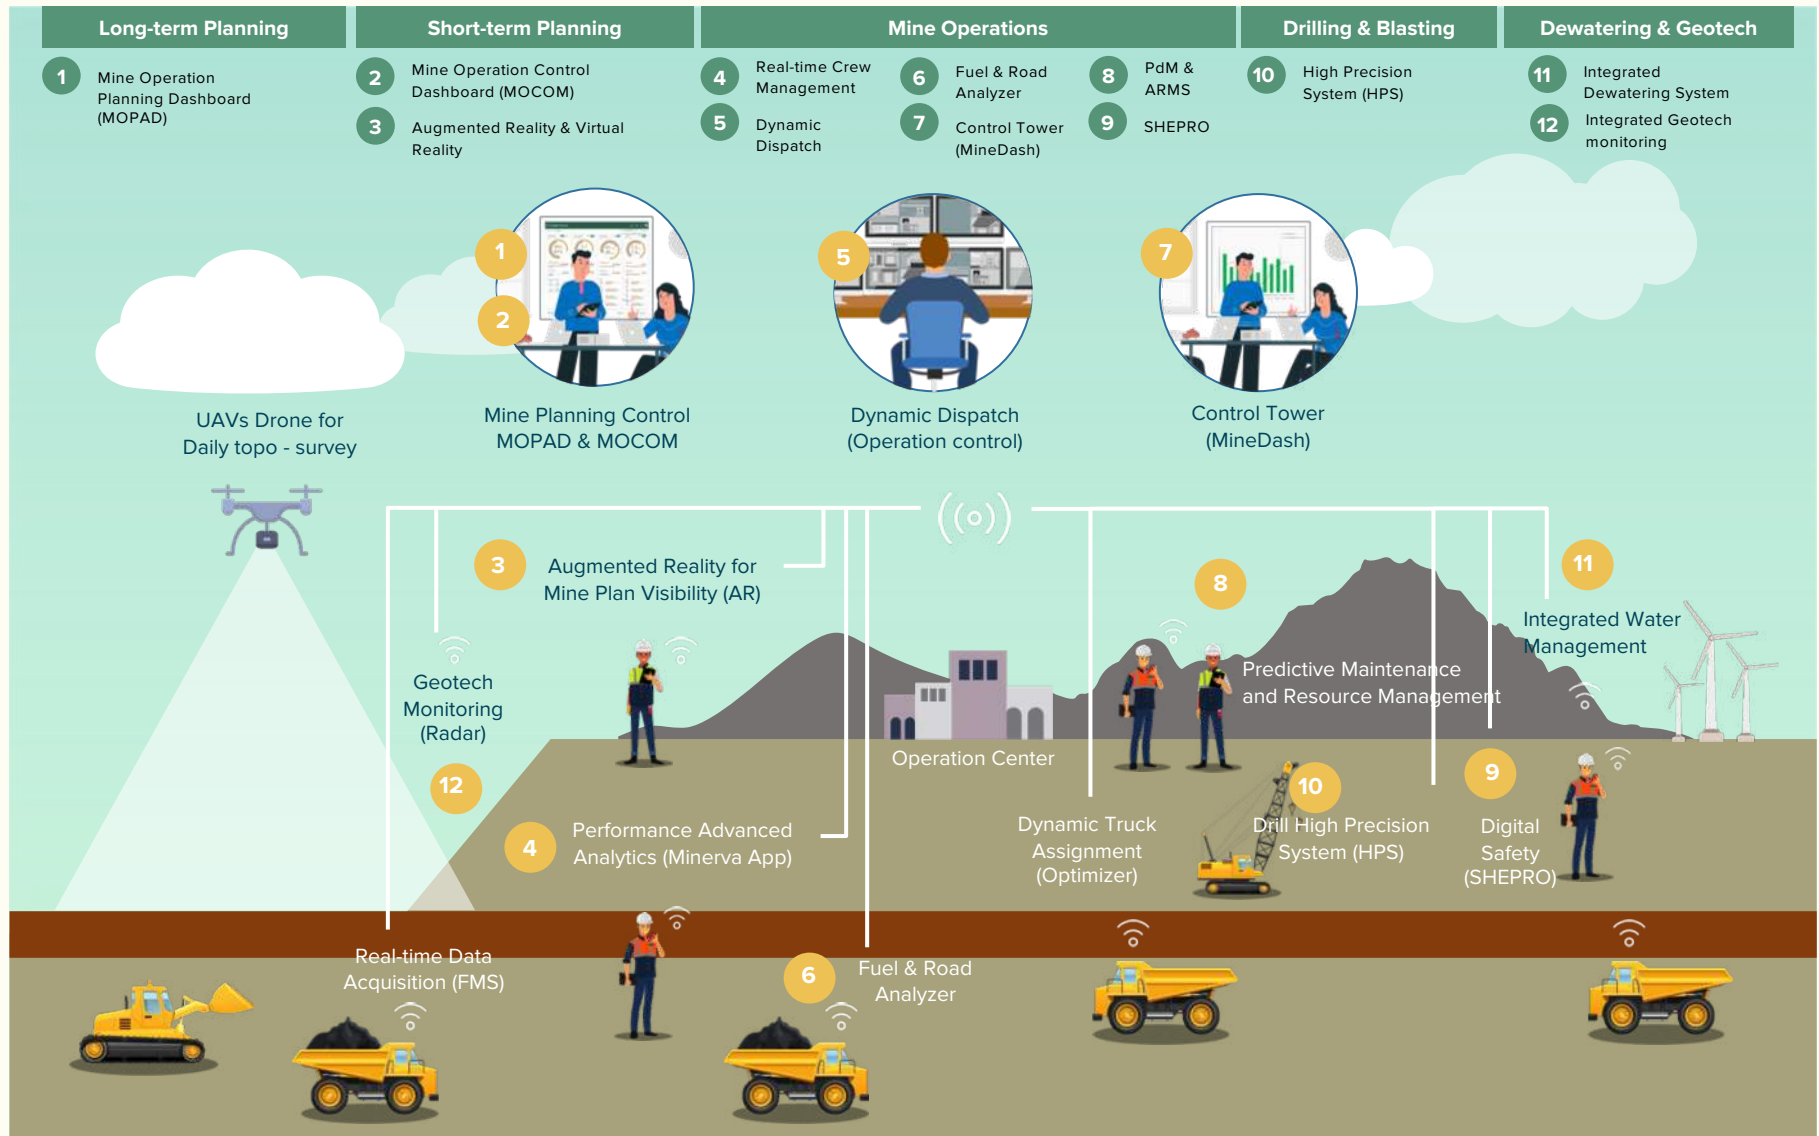 Long-term Planning
Short-term Planning
Mine Operations
Drilling & Blasting
Dewatering & Geotech
1
Mine Operation
Planning Dashboard
(MOPAD)
2
Mine Operation Control
Dashboard (MOCOM)
3
Augmented Reality & Virtual
Reality
4
Real-time Crew
Management
5
Dynamic
Dispatch
6
Fuel & Road
Analyzer
7
Control Tower
(MineDash)
8
PdM &
ARMS
9
SHEPRO
10
High Precision
System (HPS)
11
Integrated
Dewatering System
12
Integrated Geotech
monitoring
1
2
5
7
UAVs Drone for
Daily topo - survey
Mine Planning Control
MOPAD & MOCOM
Dynamic Dispatch
(Operation control)
Control Tower
(MineDash)
3
Augmented Reality for
Mine Plan Visibility (AR)
8
11
Integrated Water
Management
Geotech
Monitoring
(Radar)
Predictive Maintenance
and Resource Management
Operation Center
12
10
9
4
Performance Advanced
Analytics (Minerva App)
Dynamic Truck
Assignment
(Optimizer)
Drill High Precision
System (HPS)
Digital
Safety
(SHEPRO)
Real-time Data
Acquisition (FMS)
6
Fuel & Road
Analyzer